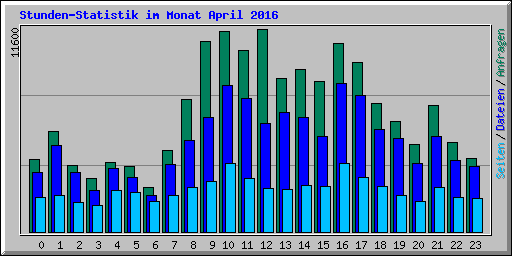 Stunden-Statistik im Monat April 2016
11600
Seiten / Dateien / Anfragen
0 1 2 3 4 5 6 7 8 9 10 11 12 13 14 15 16 17 18 19 20 21 22 23